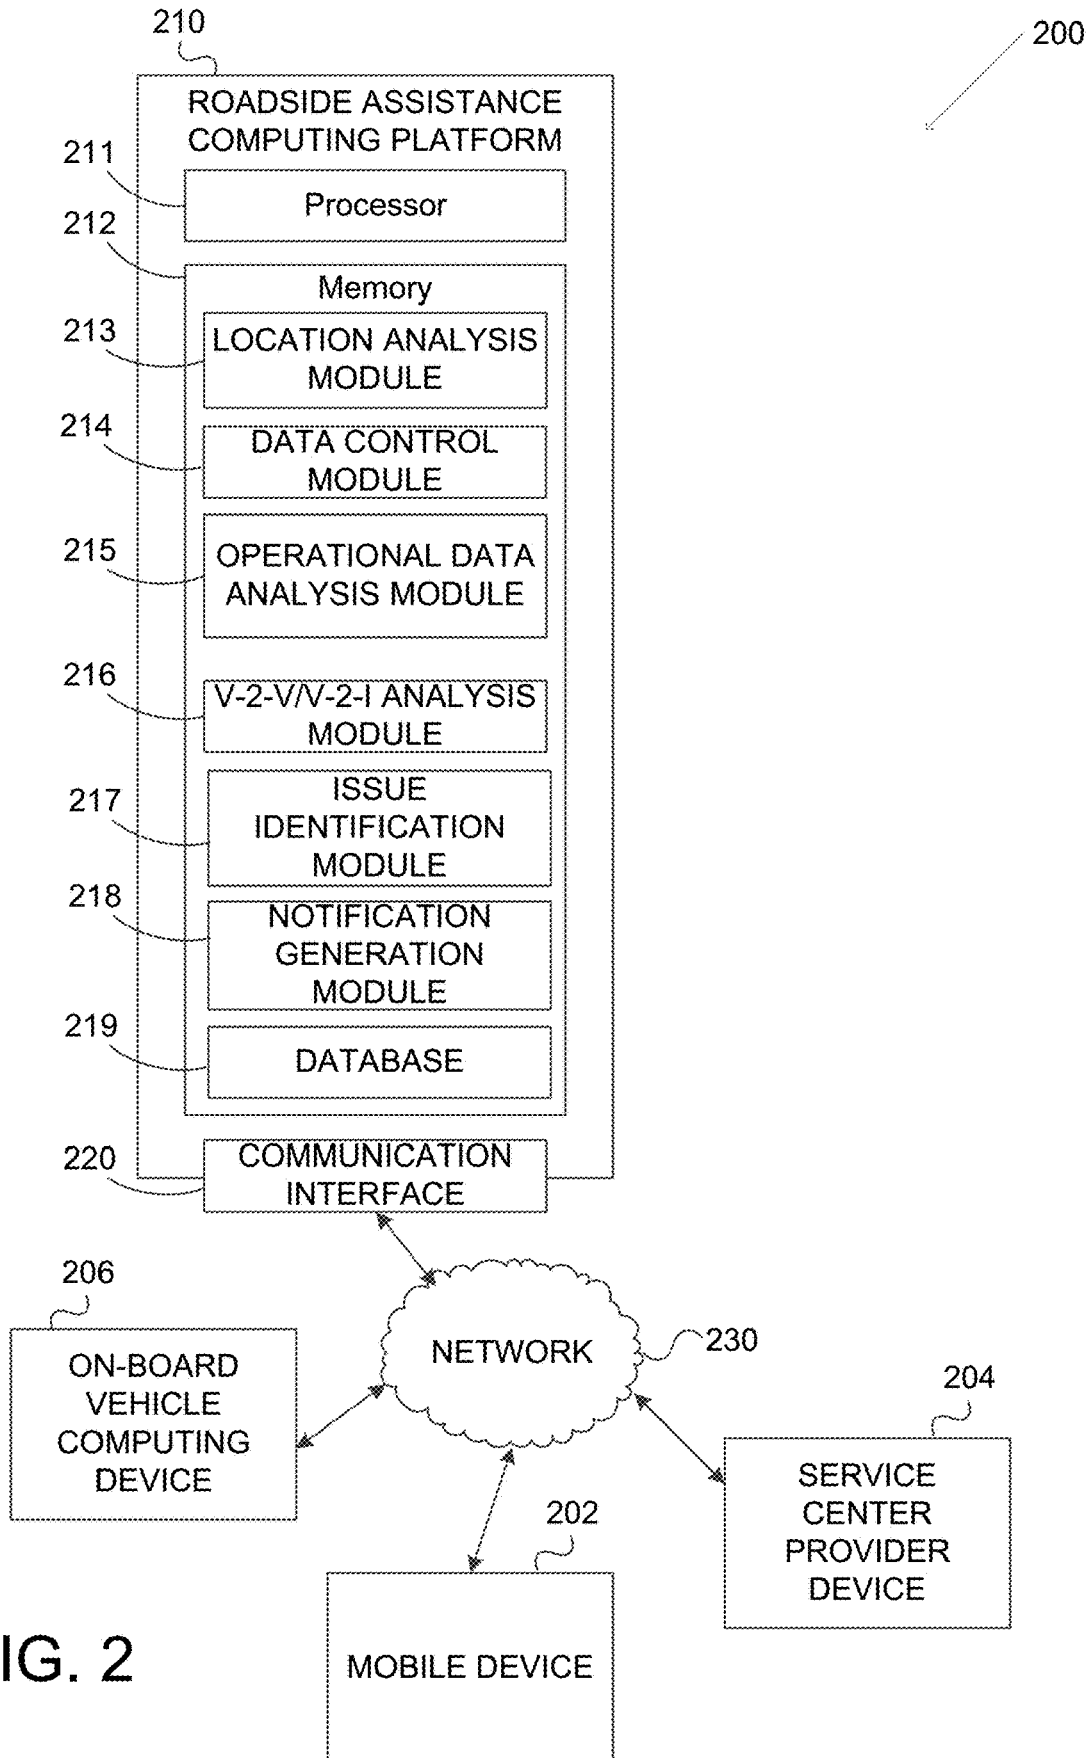 210
200
ROADSIDE ASSISTANCE
COMPUTING PLATFORM
211
Processor
212
Memory
213
LOCATION ANALYSIS
MODULE
214
DATA CONTROL
MODULE
215
OPERATIONAL DATA
ANALYSIS MODULE
216
V-2-V/V-2-I ANALYSIS
MODULE
217
ISSUE
IDENTIFICATION
MODULE
218
NOTIFICATION
GENERATION
MODULE
219
DATABASE
220
COMMUNICATION
INTERFACE
206
ON-BOARD
VEHICLE
COMPUTING
DEVICE
NETWORK
230
204
SERVICE
CENTER
PROVIDER
DEVICE
202
MOBILE DEVICE
IG. 2